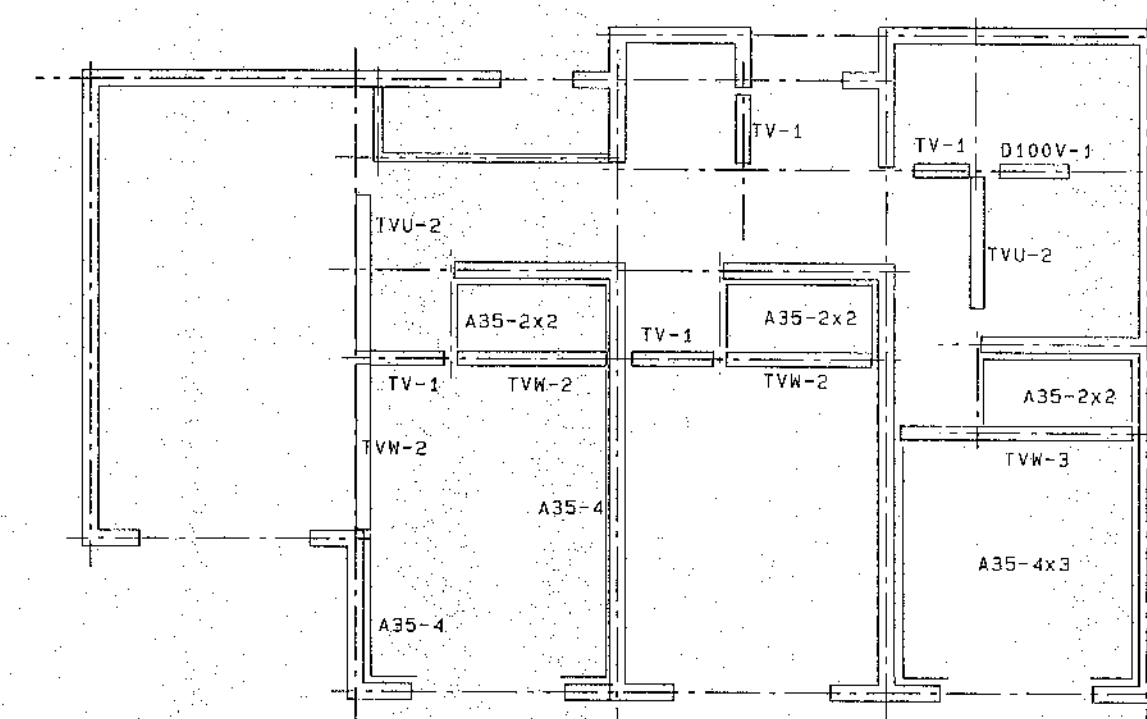 TV-1
TV-1
D100V-1
TVU-2
TVU-2
A35-2x2
A35-2x2
TV-1
TV-1
TVW-2
TVW-2
A35-2x2
TVW-2
TVW-3
A35-4
A35-4x3
A35-4